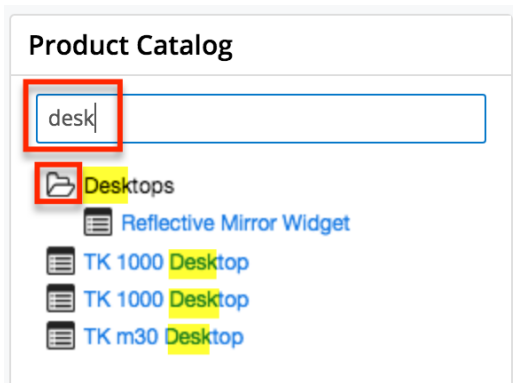 Product Catalog
desk
Desktops
Reflective Mirror Widget
TK 1000 Desktop
TK 1000 Desktop
TK m30 Desktop